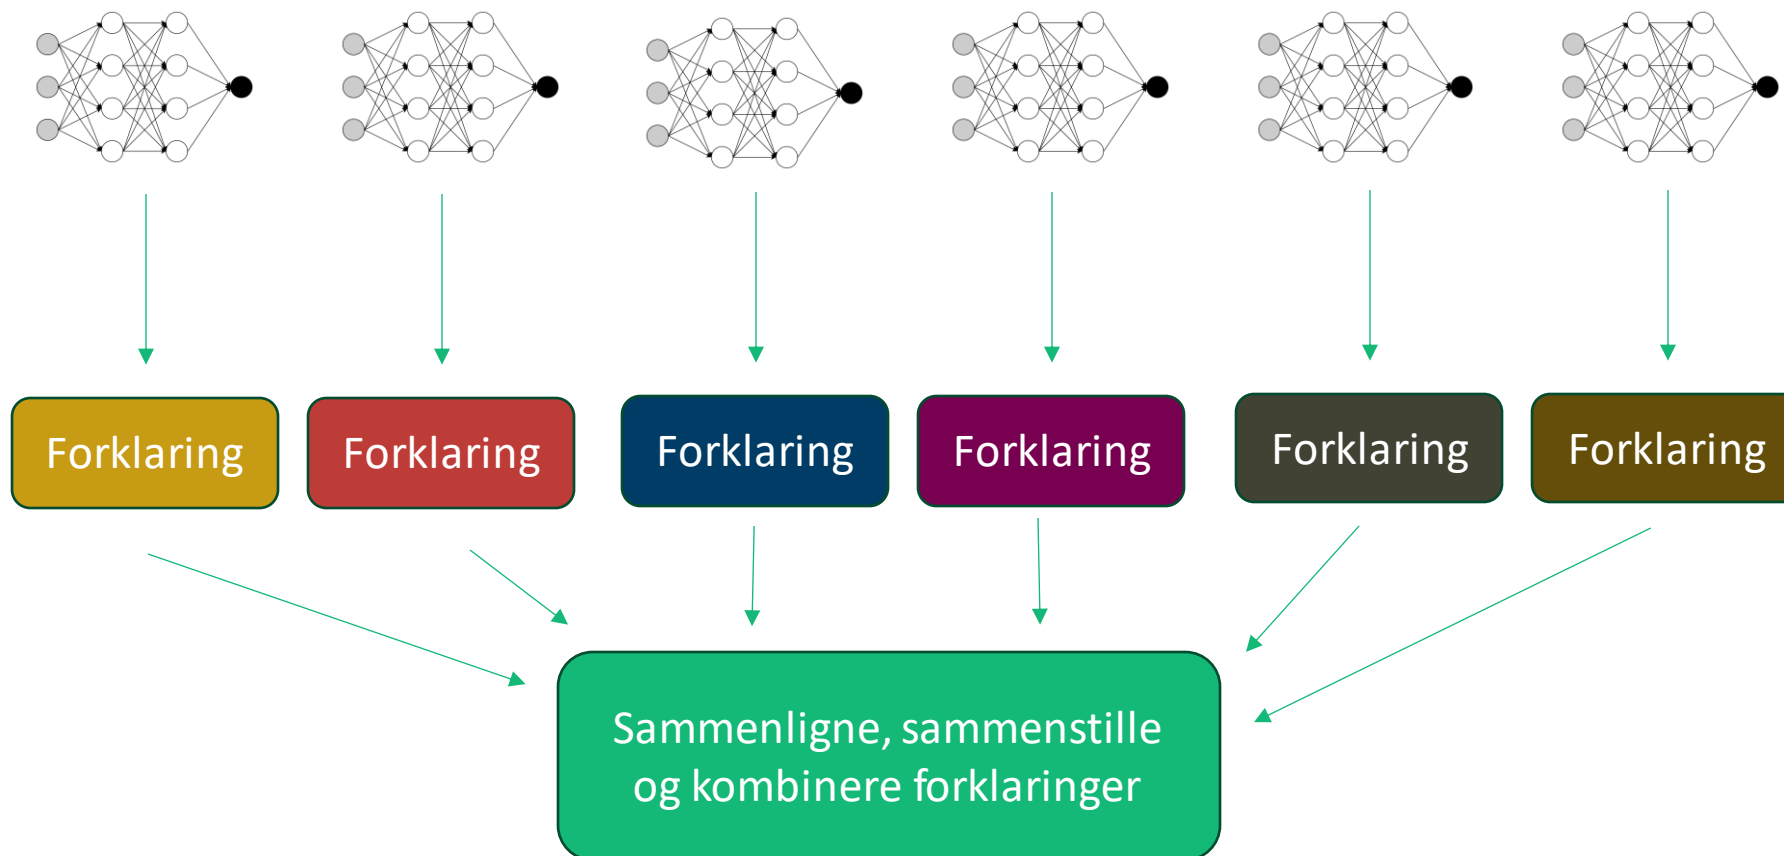 Forklaring
Forklaring
Forklaring
Forklaring
Forklaring
Forklaring
Sammenligne, sammenstille
og kombinere forklaringer